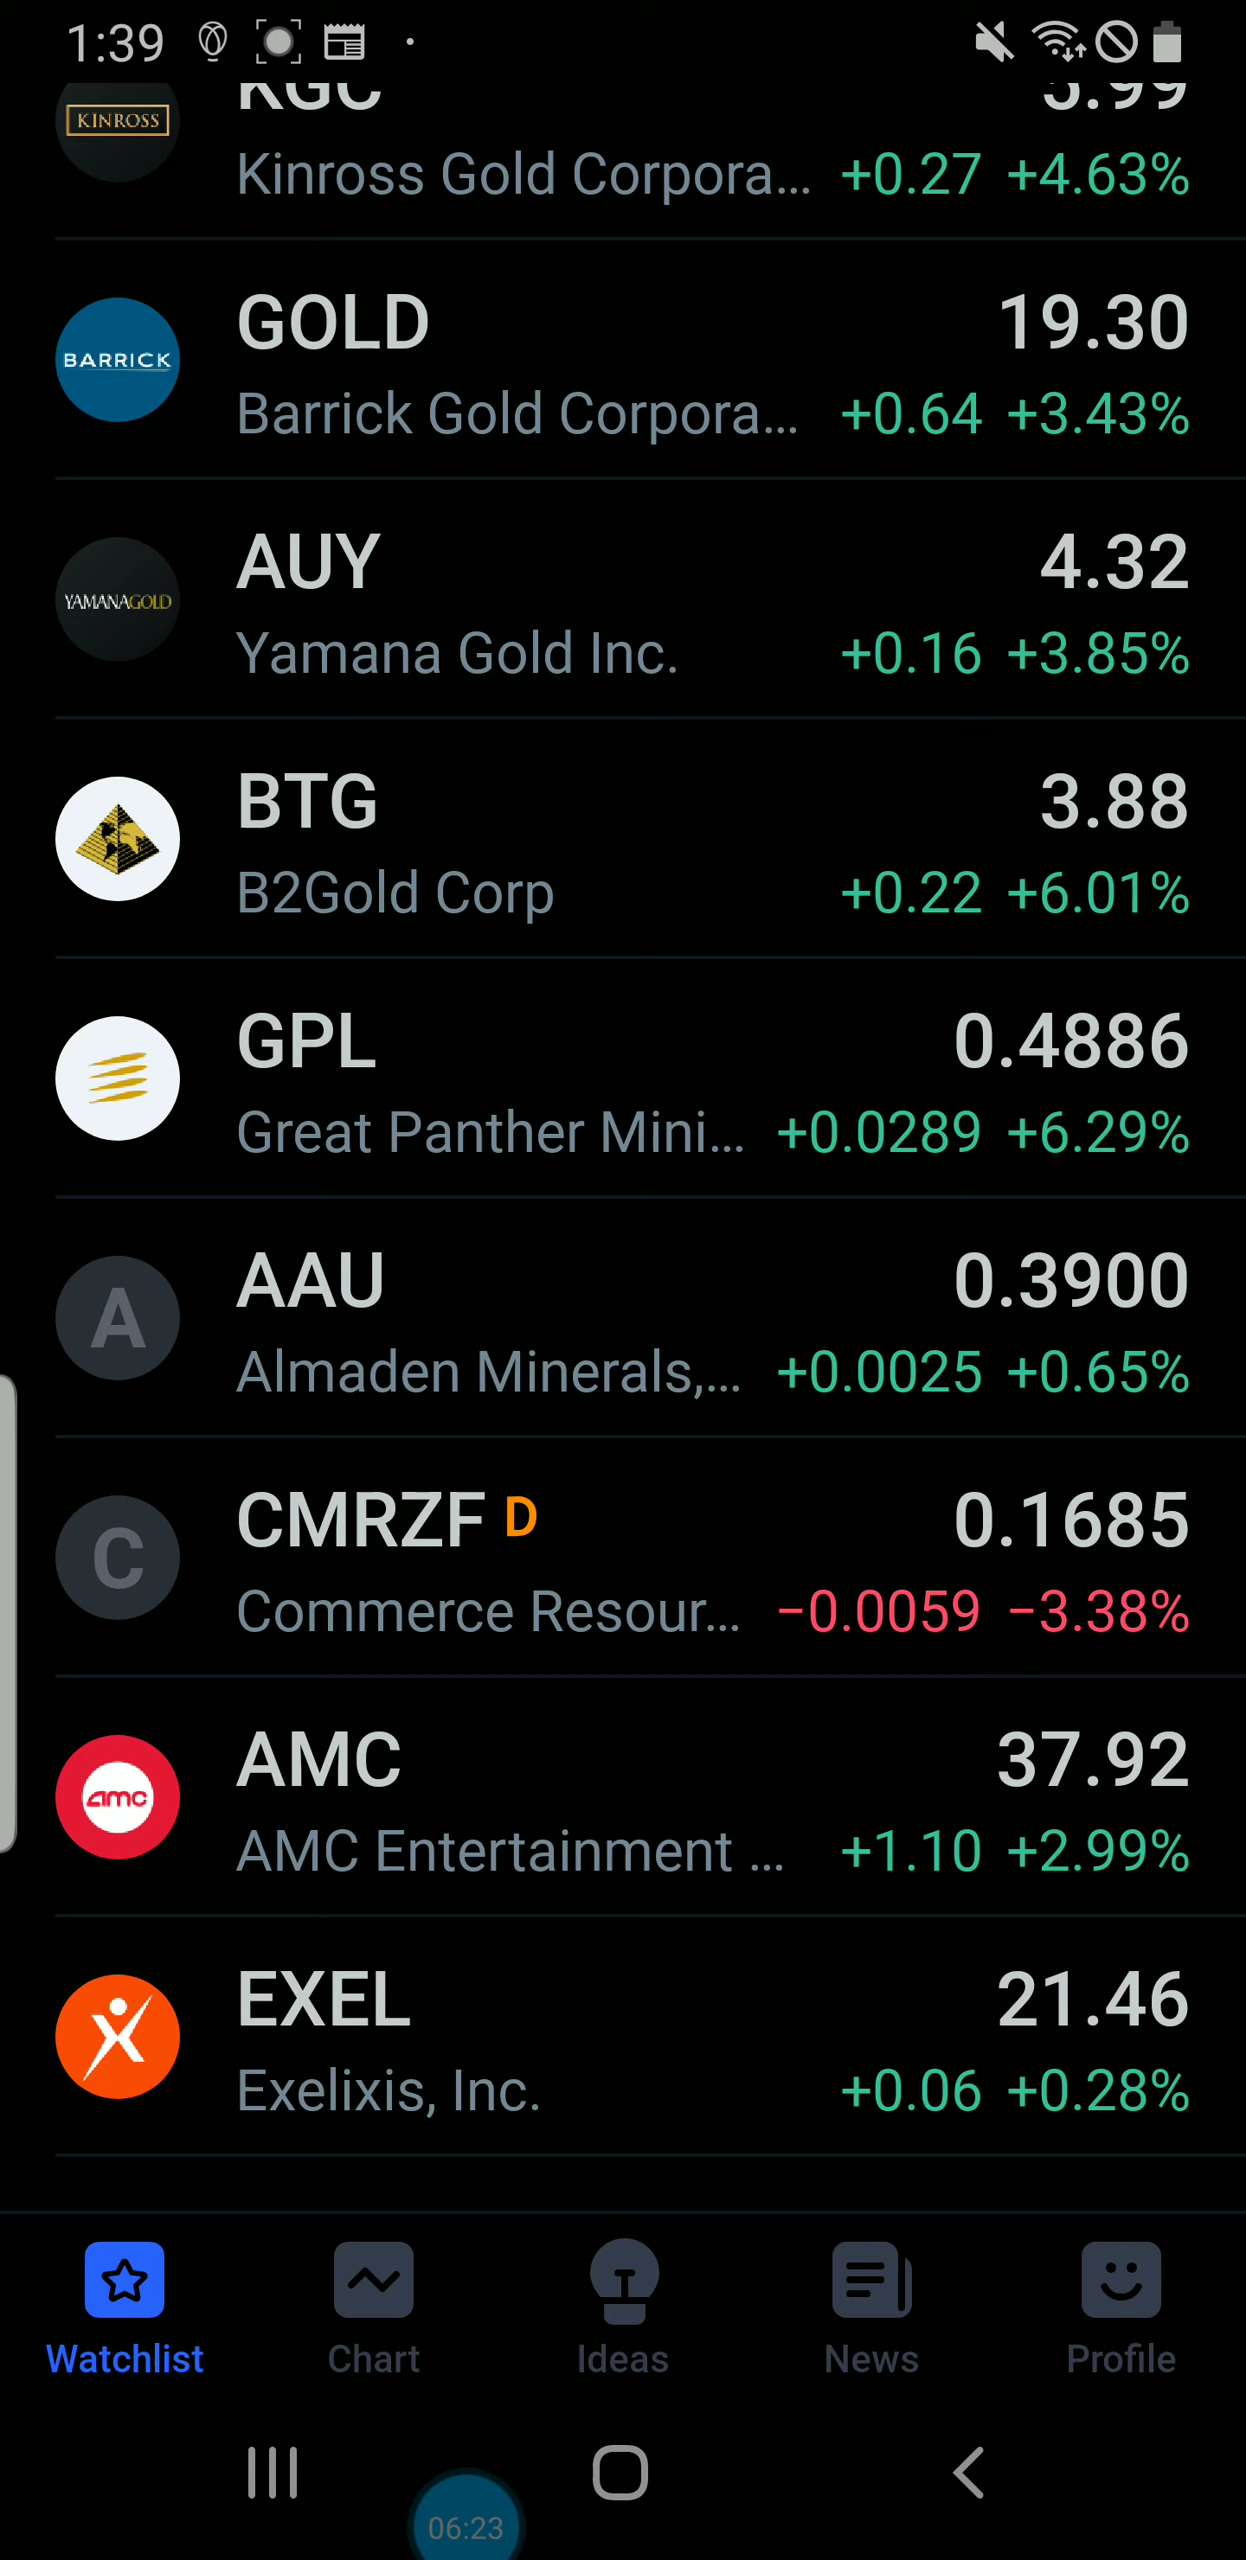 1:39
KINROSS
KGC 5.99
Kinross Gold Corpora... +0.27 +4.63%
BARRICK
GOLD 19.30
Barrick Gold Corpora... +0.64 +3.43%
YAMANAGOLD
AUY 4.32
Yamana Gold Inc. +0.16 +3.85%
BTG 3.88
B2Gold Corp +0.22 +6.01%
GPL 0.4886
Great Panther Mini... +0.0289 +6.29%
A
AAU 0.3900
Almaden Minerals,... +0.0025 +0.65%
C
CMRZF D 0.1685
Commerce Resour... −0.0059 −3.38%
amc
AMC 37.92
AMC Entertainment ... +1.10 +2.99%
EXEL 21.46
Exelixis, Inc. +0.06 +0.28%
Watchlist Chart Ideas News Profile
06:23